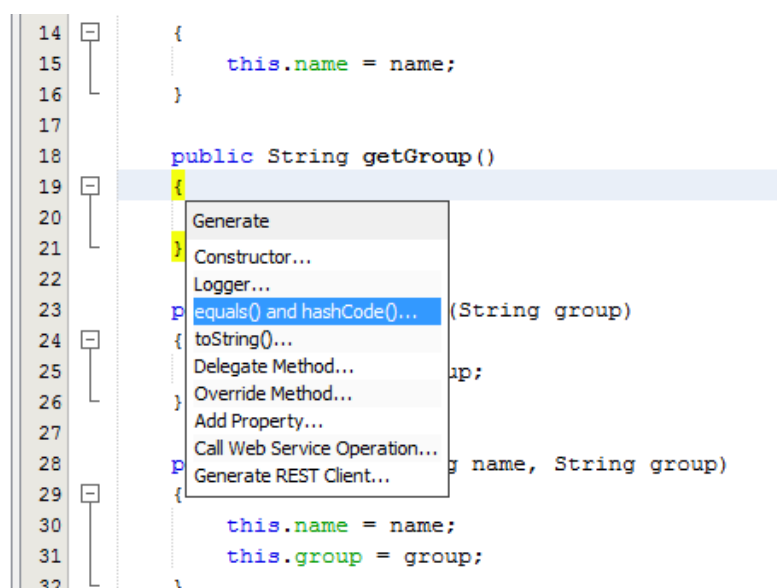 14 {
15 this.name = name;
16 }
17
18 public String getGroup()
19 {
20 Generate
21 } Constructor...
22 Logger...
23 p equals() and hashCode()... (String group)
24 { toString()...
25 Delegate Method... up;
26 } Override Method...
27 Add Property...
28 p Call Web Service Operation... g name, String group)
29 { Generate REST Client...
30 this.name = name;
31 this.group = group;
32 }